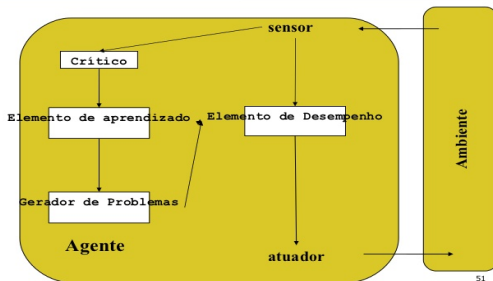 sensor
Crítico
Elemento de aprendizado
Elemento de Desempenho
Gerador de Problemas
Agente
atuador
Ambiente
51